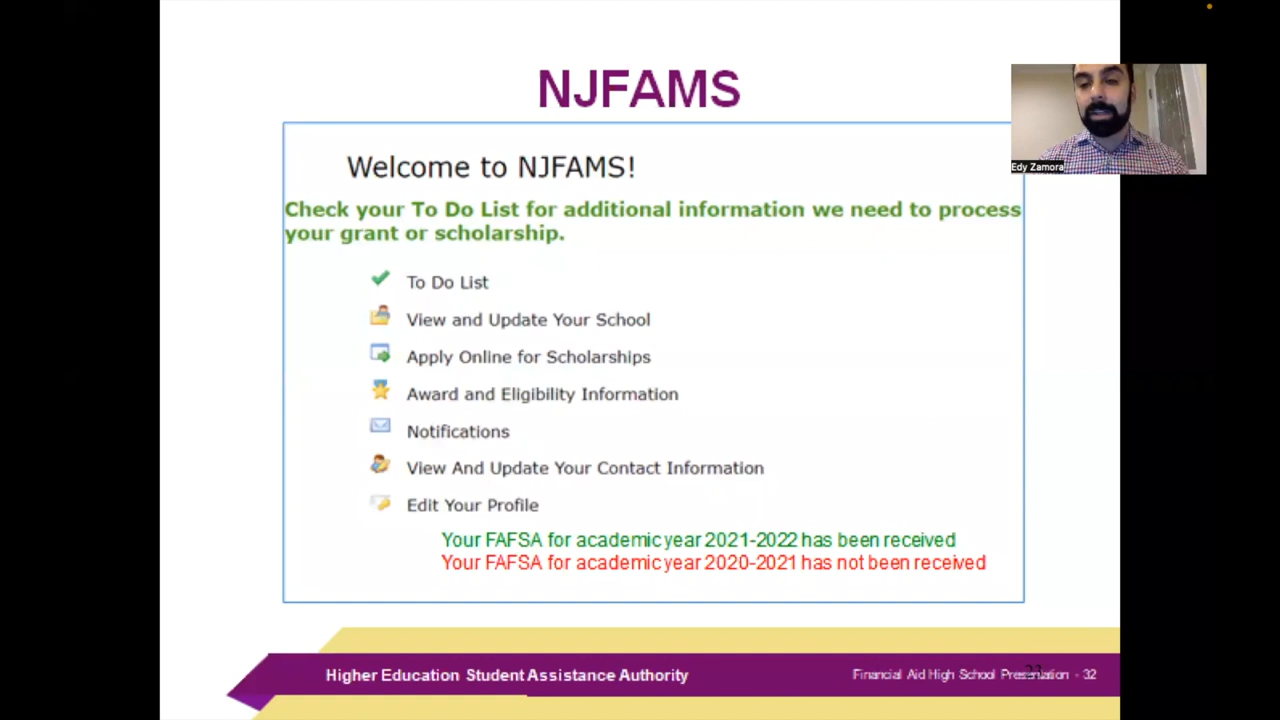 NJFAMS
Welcome to NJFAMS!
Check your To Do List for additional information we need to process
your grant or scholarship.
To Do List
View and Update Your School
Apply Online for Scholarships
Award and Eligibility Information
Notifications
View And Update Your Contact Information
Edit Your Profile
Your FAFSA for academic year 2021-2022 has been received
Your FAFSA for academic year 2020-2021 has not been received
Edy Zamora
Higher Education Student Assistance Authority
Financial Aid High School Presentation - 32
23